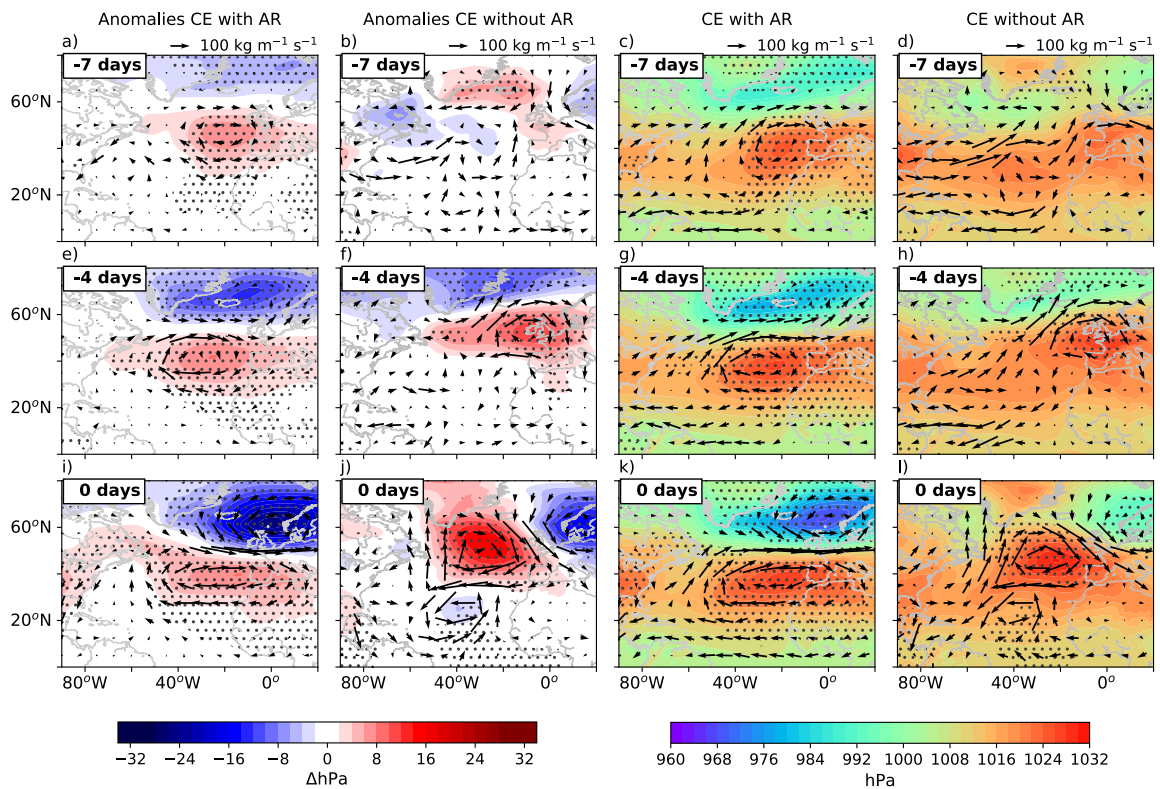 Anomalies CE with AR Anomalies CE without AR CE with AR CE without AR
a) 100 kg m⁻¹ s⁻¹ b) 100 kg m⁻¹ s⁻¹ c) 100 kg m⁻¹ s⁻¹ d) 100 kg m⁻¹ s⁻¹
-7 days -7 days -7 days -7 days
60°N
20°N
e) f) g) h)
-4 days -4 days -4 days -4 days
60°N
20°N
i) j) k) l)
0 days 0 days 0 days 0 days
60°N
20°N
80°W 40°W 0° 80°W 40°W 0° 80°W 40°W 0° 80°W 40°W 0°
−32 −24 −16 −8 0 8 16 24 32 960 968 976 984 992 1000 1008 1016 1024 1032
ΔhPa hPa